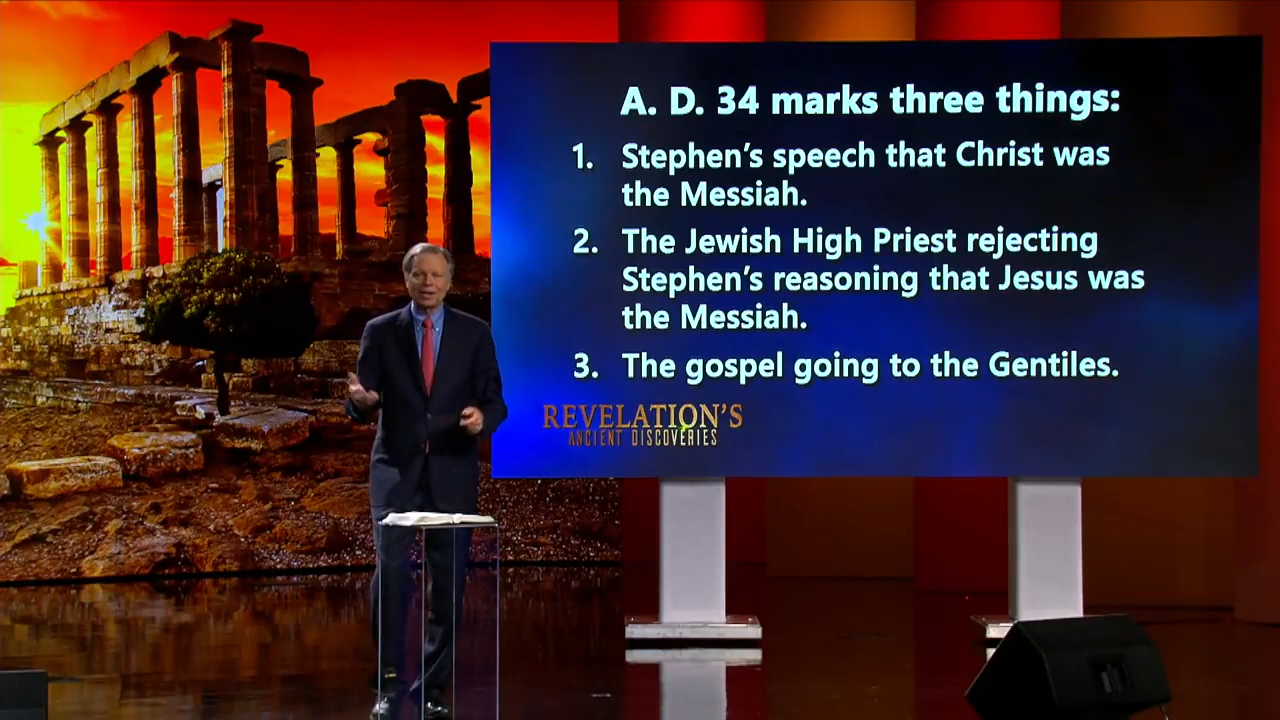 A. D. 34 marks three things:
1. Stephen's speech that Christ was
the Messiah.
2. The Jewish High Priest rejecting
Stephen's reasoning that Jesus was
the Messiah.
3. The gospel going to the Gentiles.
REVELATION'S
ANCIENT DISCOVERIES